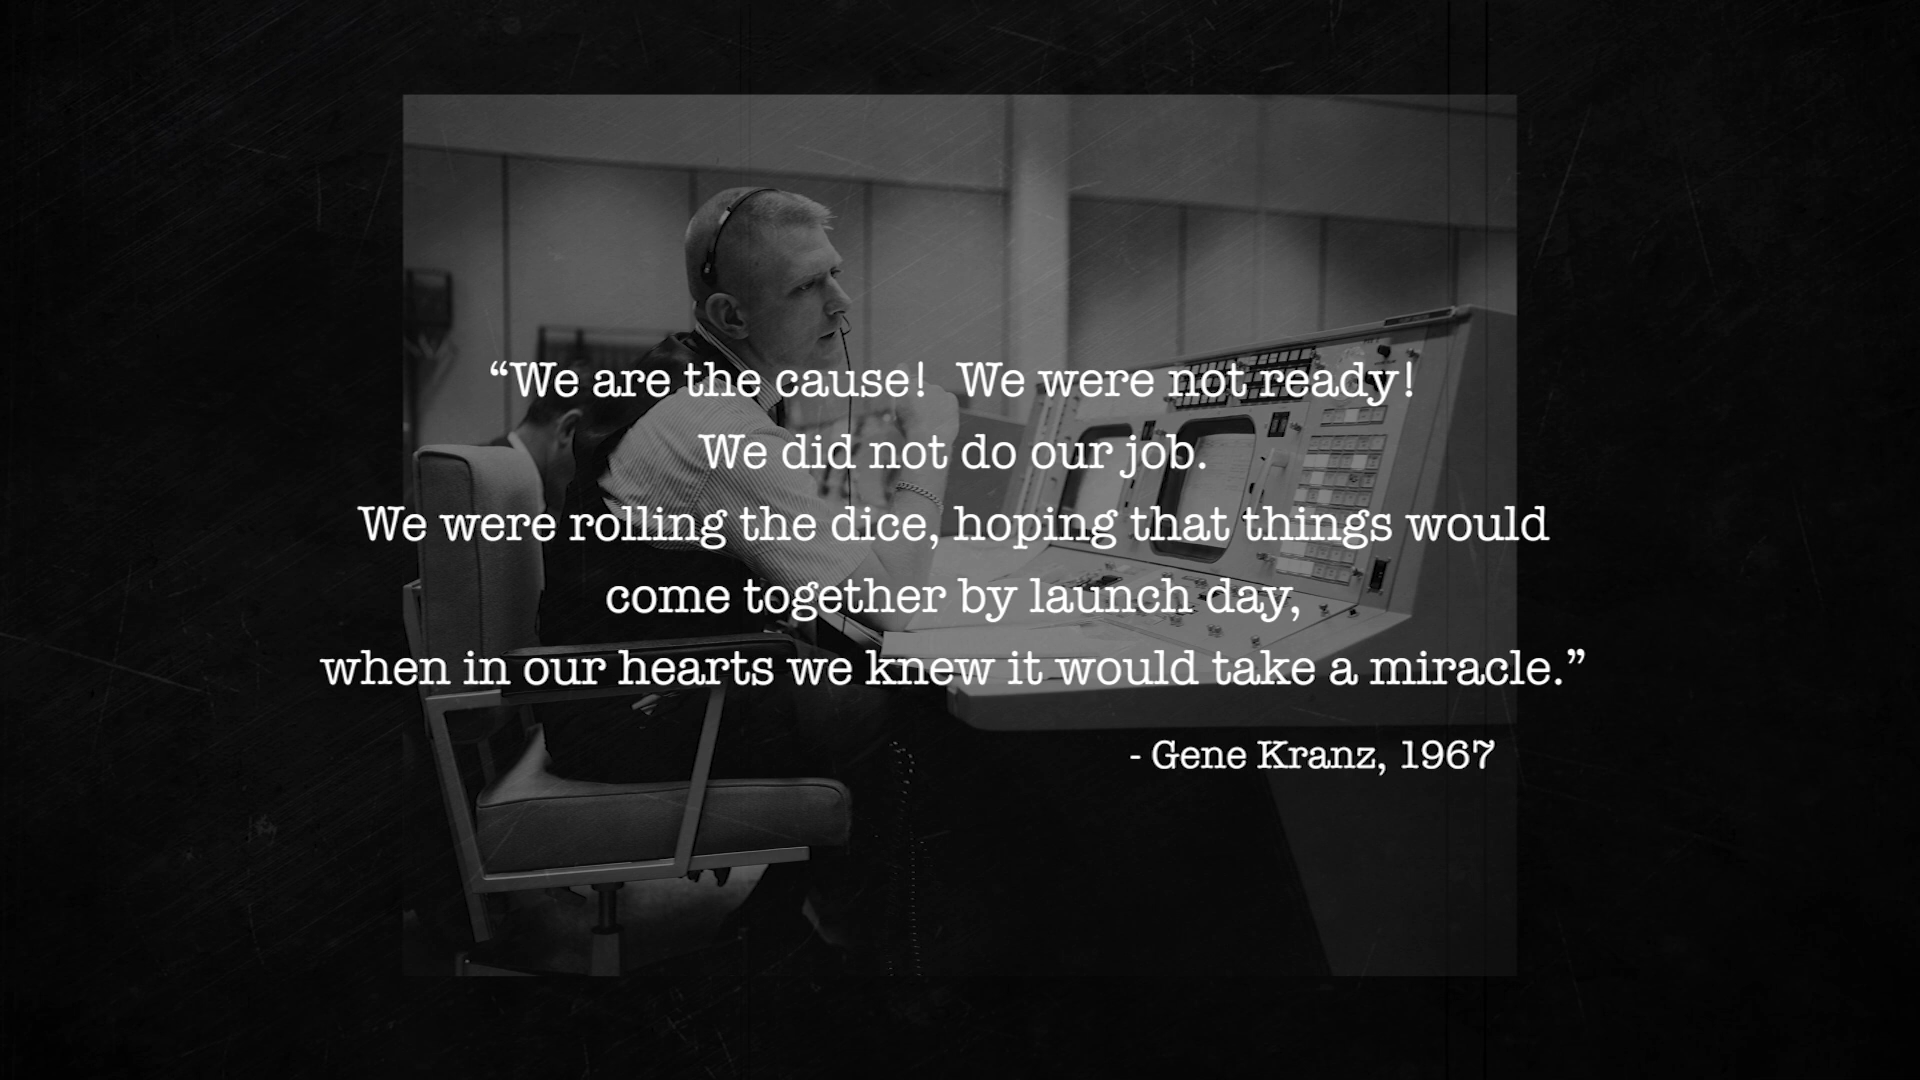 “We are the cause!  We were not ready!
We did not do our job.
We were rolling the dice, hoping that things would
come together by launch day,
when in our hearts we knew it would take a miracle.”
- Gene Kranz, 1967